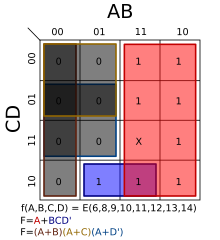 AB
00 01 11 10
CD
00 0 0 1 1
01 0 0 1 1
11 0 0 X 1
10 0 1 1 1
f(A,B,C,D) = E(6,8,9,10,11,12,13,14)
F=A+BCD'
F=(A+B)(A+C)(A+D')